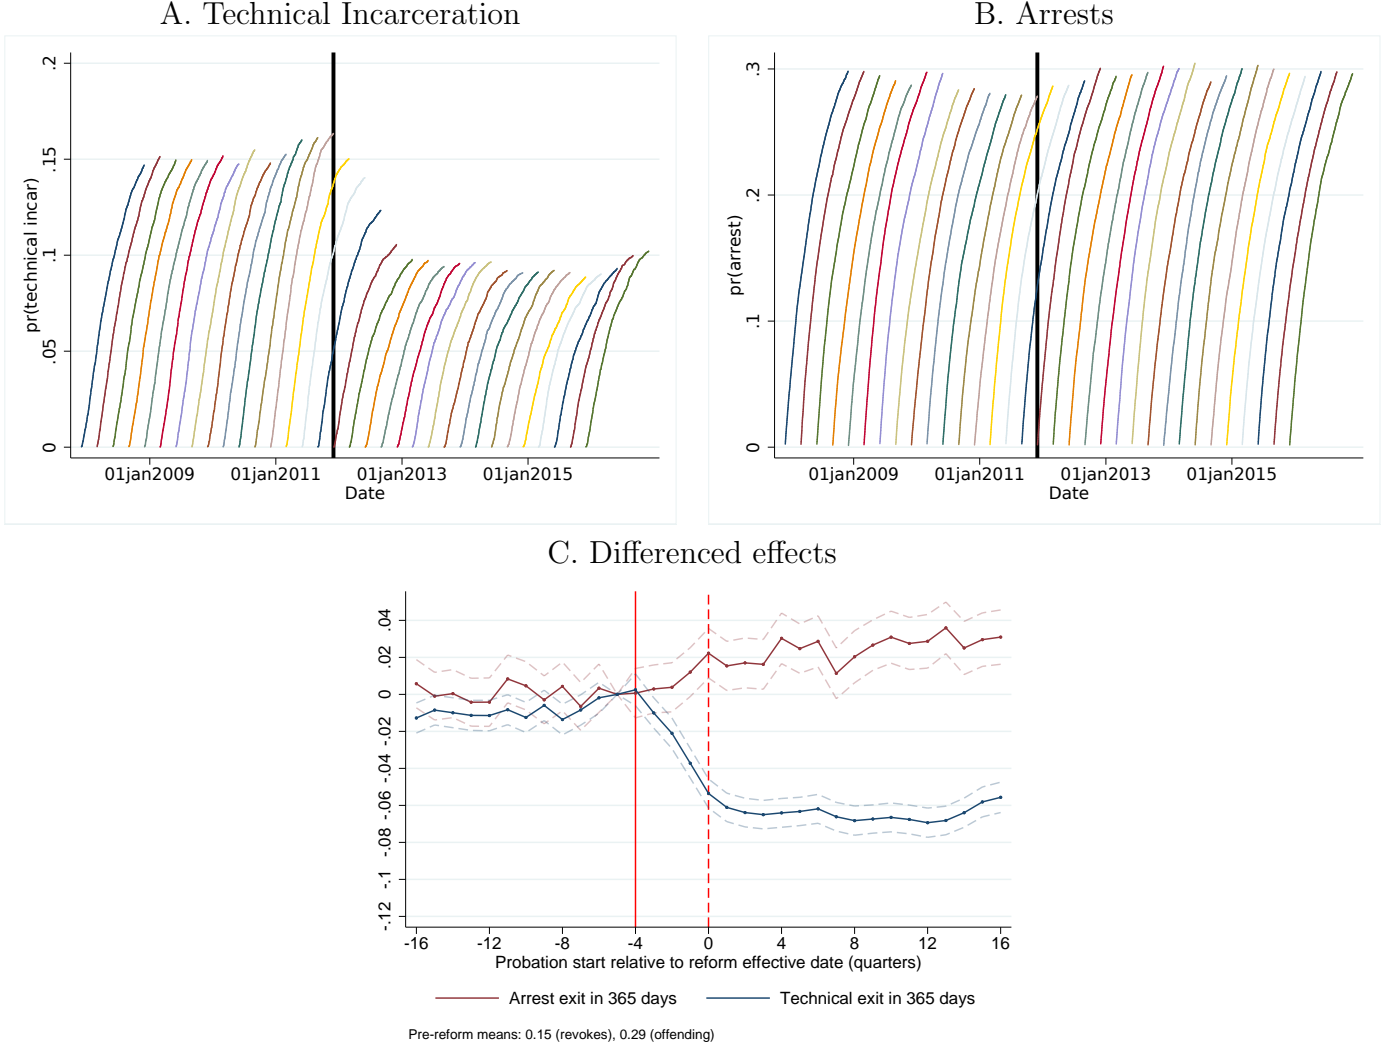 A. Technical Incarceration
pr(technical incar)
.2
.15
.1
.05
0
01jan2009 01jan2011 01jan2013 01jan2015
Date
B. Arrests
pr(arrest)
.3
.2
.1
0
01jan2009 01jan2011 01jan2013 01jan2015
Date
C. Differenced effects
.04
.02
0
-.02
-.04
-.06
-.08
-.1
-.12
-16 -12 -8 -4 0 4 8 12 16
Probation start relative to reform effective date (quarters)
Arrest exit in 365 days Technical exit in 365 days
Pre-reform means: 0.15 (revokes), 0.29 (offending)